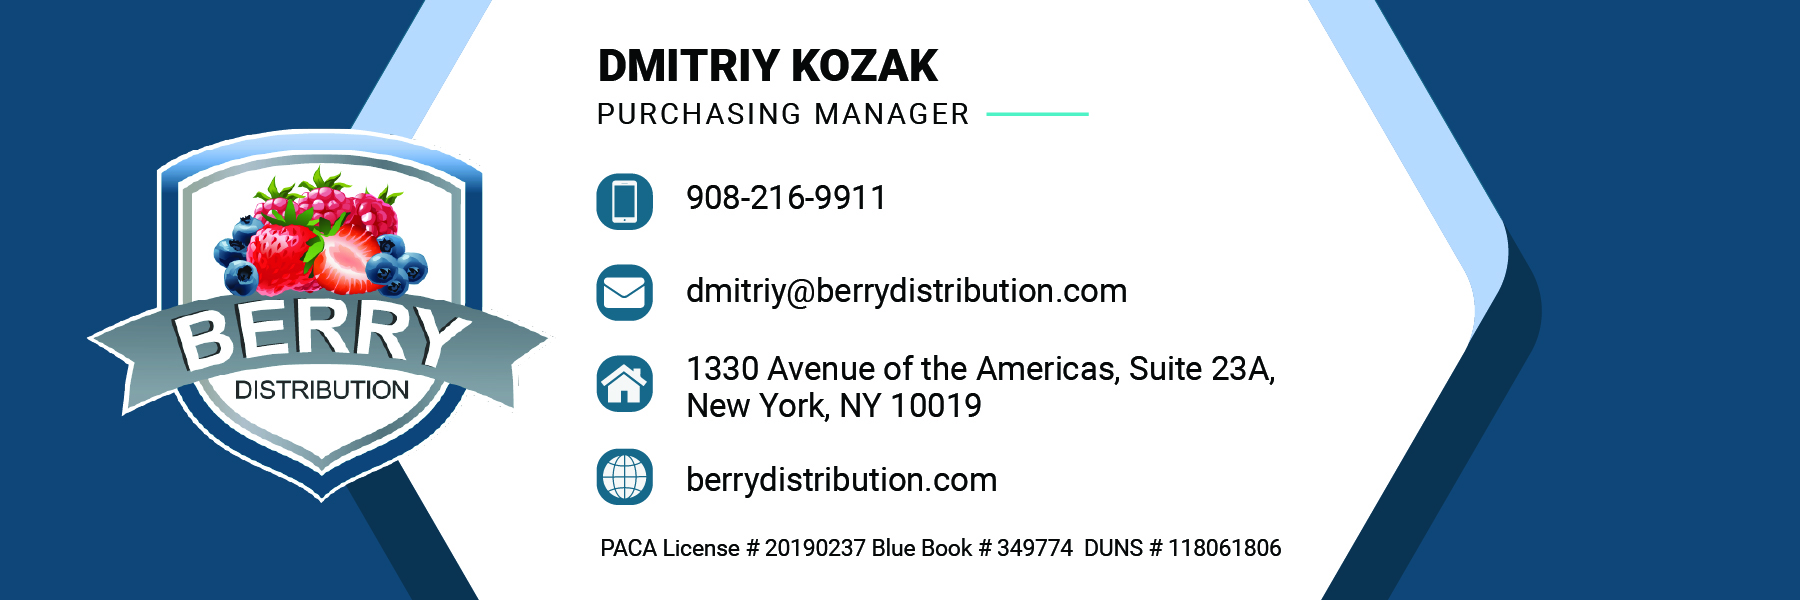 DMITRIY KOZAK
PURCHASING MANAGER
908-216-9911
dmitriy@berrydistribution.com
1330 Avenue of the Americas, Suite 23A,
New York, NY 10019
berrydistribution.com
PACA License # 20190237 Blue Book # 349774  DUNS # 118061806
BERRY
DISTRIBUTION